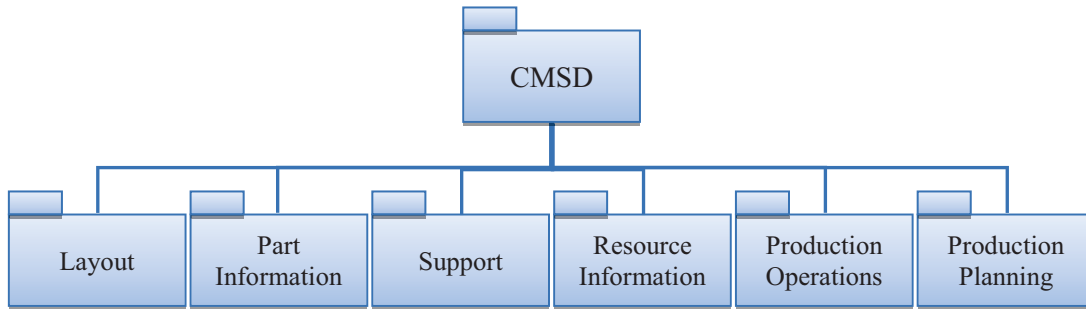 CMSD
Layout
Part
Information
Support
Resource
Information
Production
Operations
Production
Planning